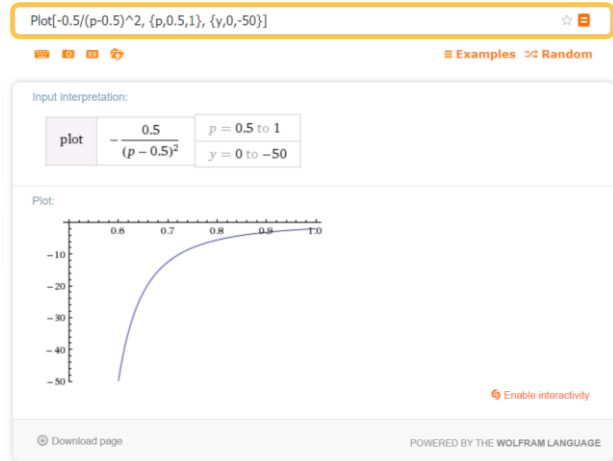 Plot[-0.5/(p-0.5)^2, {p,0.5,1}, {y,0,-50}]
Examples Random
Input interpretation:
plot
-0.5/(p - 0.5)²
p = 0.5 to 1
y = 0 to -50
Plot:
0.6 0.7 0.8 0.9 1.0
-10
-20
-30
-40
-50
Enable interactivity
Download page
POWERED BY THE WOLFRAM LANGUAGE